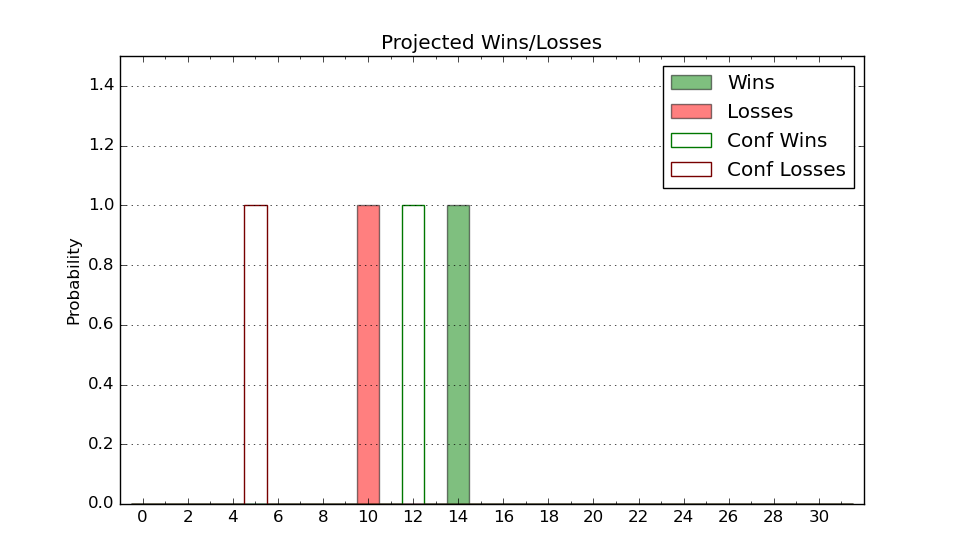 Projected Wins/Losses
1.4
1.2
1.0
0.8
0.6
0.4
0.2
0.0
Probability
Wins
Losses
Conf Wins
Conf Losses
0 2 4 6 8 10 12 14 16 18 20 22 24 26 28 30